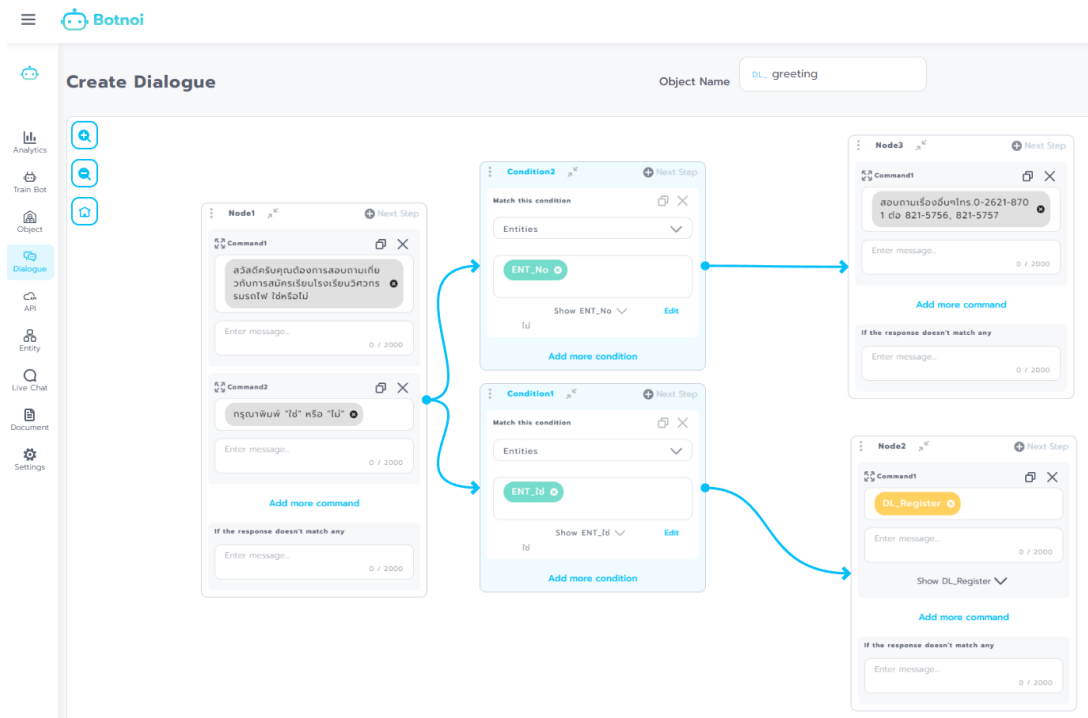 Botnoi
Create Dialogue
Object Name
DL_ greeting
Analytics
Train Bot
Object
Dialogue
API
Entity
Live Chat
Document
Settings
Node1
Next Step
Command1
สวัสดีครับคุณต้องการสอบถามเกี่ย
วกับการสมัครเรียนโรงเรียนวิศวกร
รมรถไฟ ใช่หรือไม่
Enter message...
0 / 2000
Command2
กรุณาพิมพ์ “ใช่” หรือ “ไม่”
Enter message...
0 / 2000
Add more command
If the response doesn't match any
Enter message...
0 / 2000
Condition2
Next Step
Match this condition
Entities
ENT_No
Show ENT_No
Edit
ไม่
Add more condition
Condition1
Next Step
Match this condition
Entities
ENT_ใช่
Show ENT_ใช่
Edit
ใช่
Add more condition
Node3
Next Step
Command1
สอบถามเรื่องอื่นๆโทร.0-2621-870
1 ต่อ 821-5756, 821-5757
Enter message...
0 / 2000
Add more command
If the response doesn't match any
Enter message...
0 / 2000
Node2
Next Step
Command1
DL_Register
Enter message...
0 / 2000
Show DL_Register
Add more command
If the response doesn't match any
Enter message...
0 / 2000